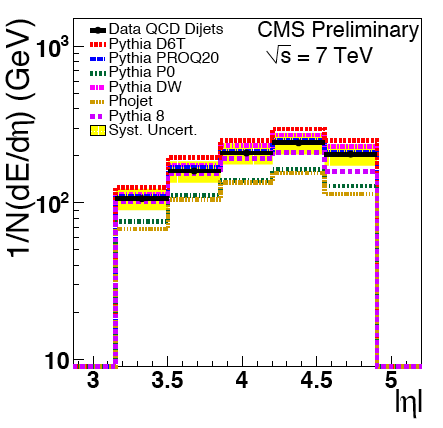 CMS Preliminary
√s = 7 TeV
Data QCD Dijets
Pythia D6T
Pythia PROQ20
Pythia P0
Pythia DW
Phojet
Pythia 8
Syst. Uncert.
1/N(dE/dη) (GeV)
10³
10²
10
3 3.5 4 4.5 5
|η|